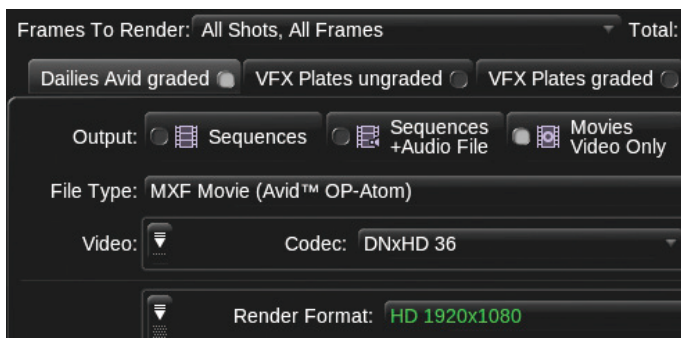 Frames To Render: All Shots, All Frames Total:
Dailies Avid graded VFX Plates ungraded VFX Plates graded
Output: Sequences Sequences +Audio File Movies Video Only
File Type: MXF Movie (Avid™ OP-Atom)
Video: Codec: DNxHD 36
Render Format: HD 1920x1080